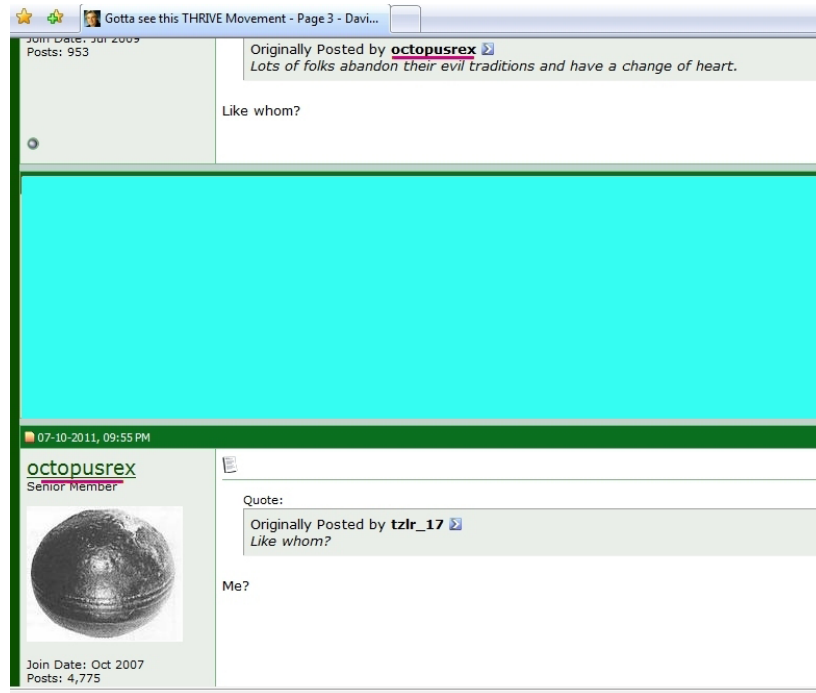 Gotta see this THRIVE Movement - Page 3 - Davi...
Join Date: Jul 2009
Posts: 953
Originally Posted by octopusrex
Lots of folks abandon their evil traditions and have a change of heart.
Like whom?
07-10-2011, 09:55 PM
octopusrex
Senior Member
Quote:
Originally Posted by tzlr_17
Like whom?
Me?
Join Date: Oct 2007
Posts: 4,775